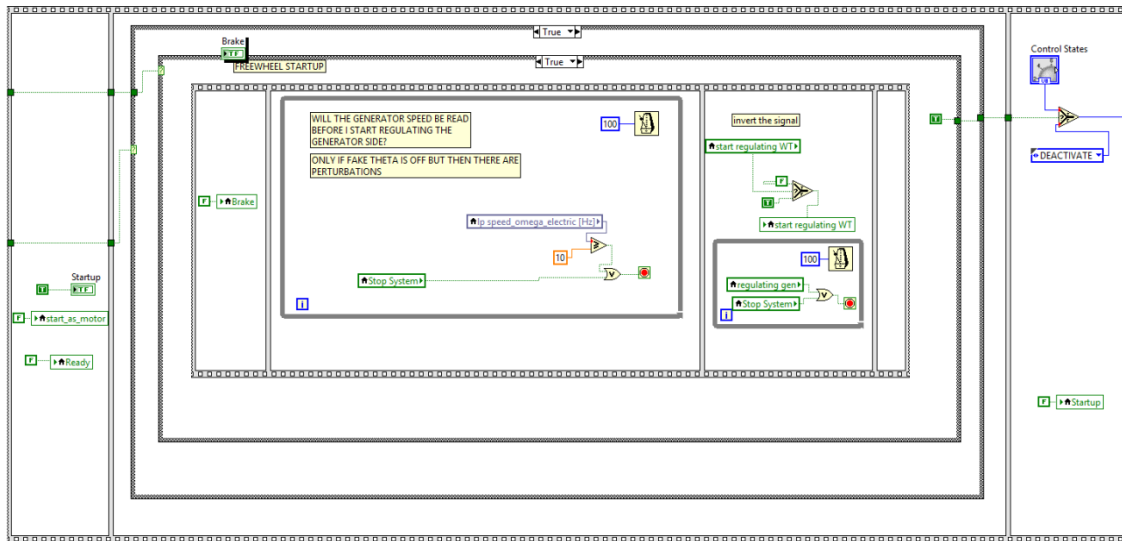 True
Brake
TF
True
FREEWHEEL STARTUP
Control States
WILL THE GENERATOR SPEED BE READ
BEFORE I START REGULATING THE
GENERATOR SIDE?
100
invert the signal
ONLY IF FAKE THETA IS OFF BUT THEN THERE ARE
PERTURBATIONS
T
start regulating WT
DEACTIVATE
F
F
Brake
T
lp speed_omega_electric [Hz]
start regulating WT
10
100
Startup
Stop System
regulating gen
T
TF
Stop System
i
i
F
start_as_motor
F
Ready
F
Startup